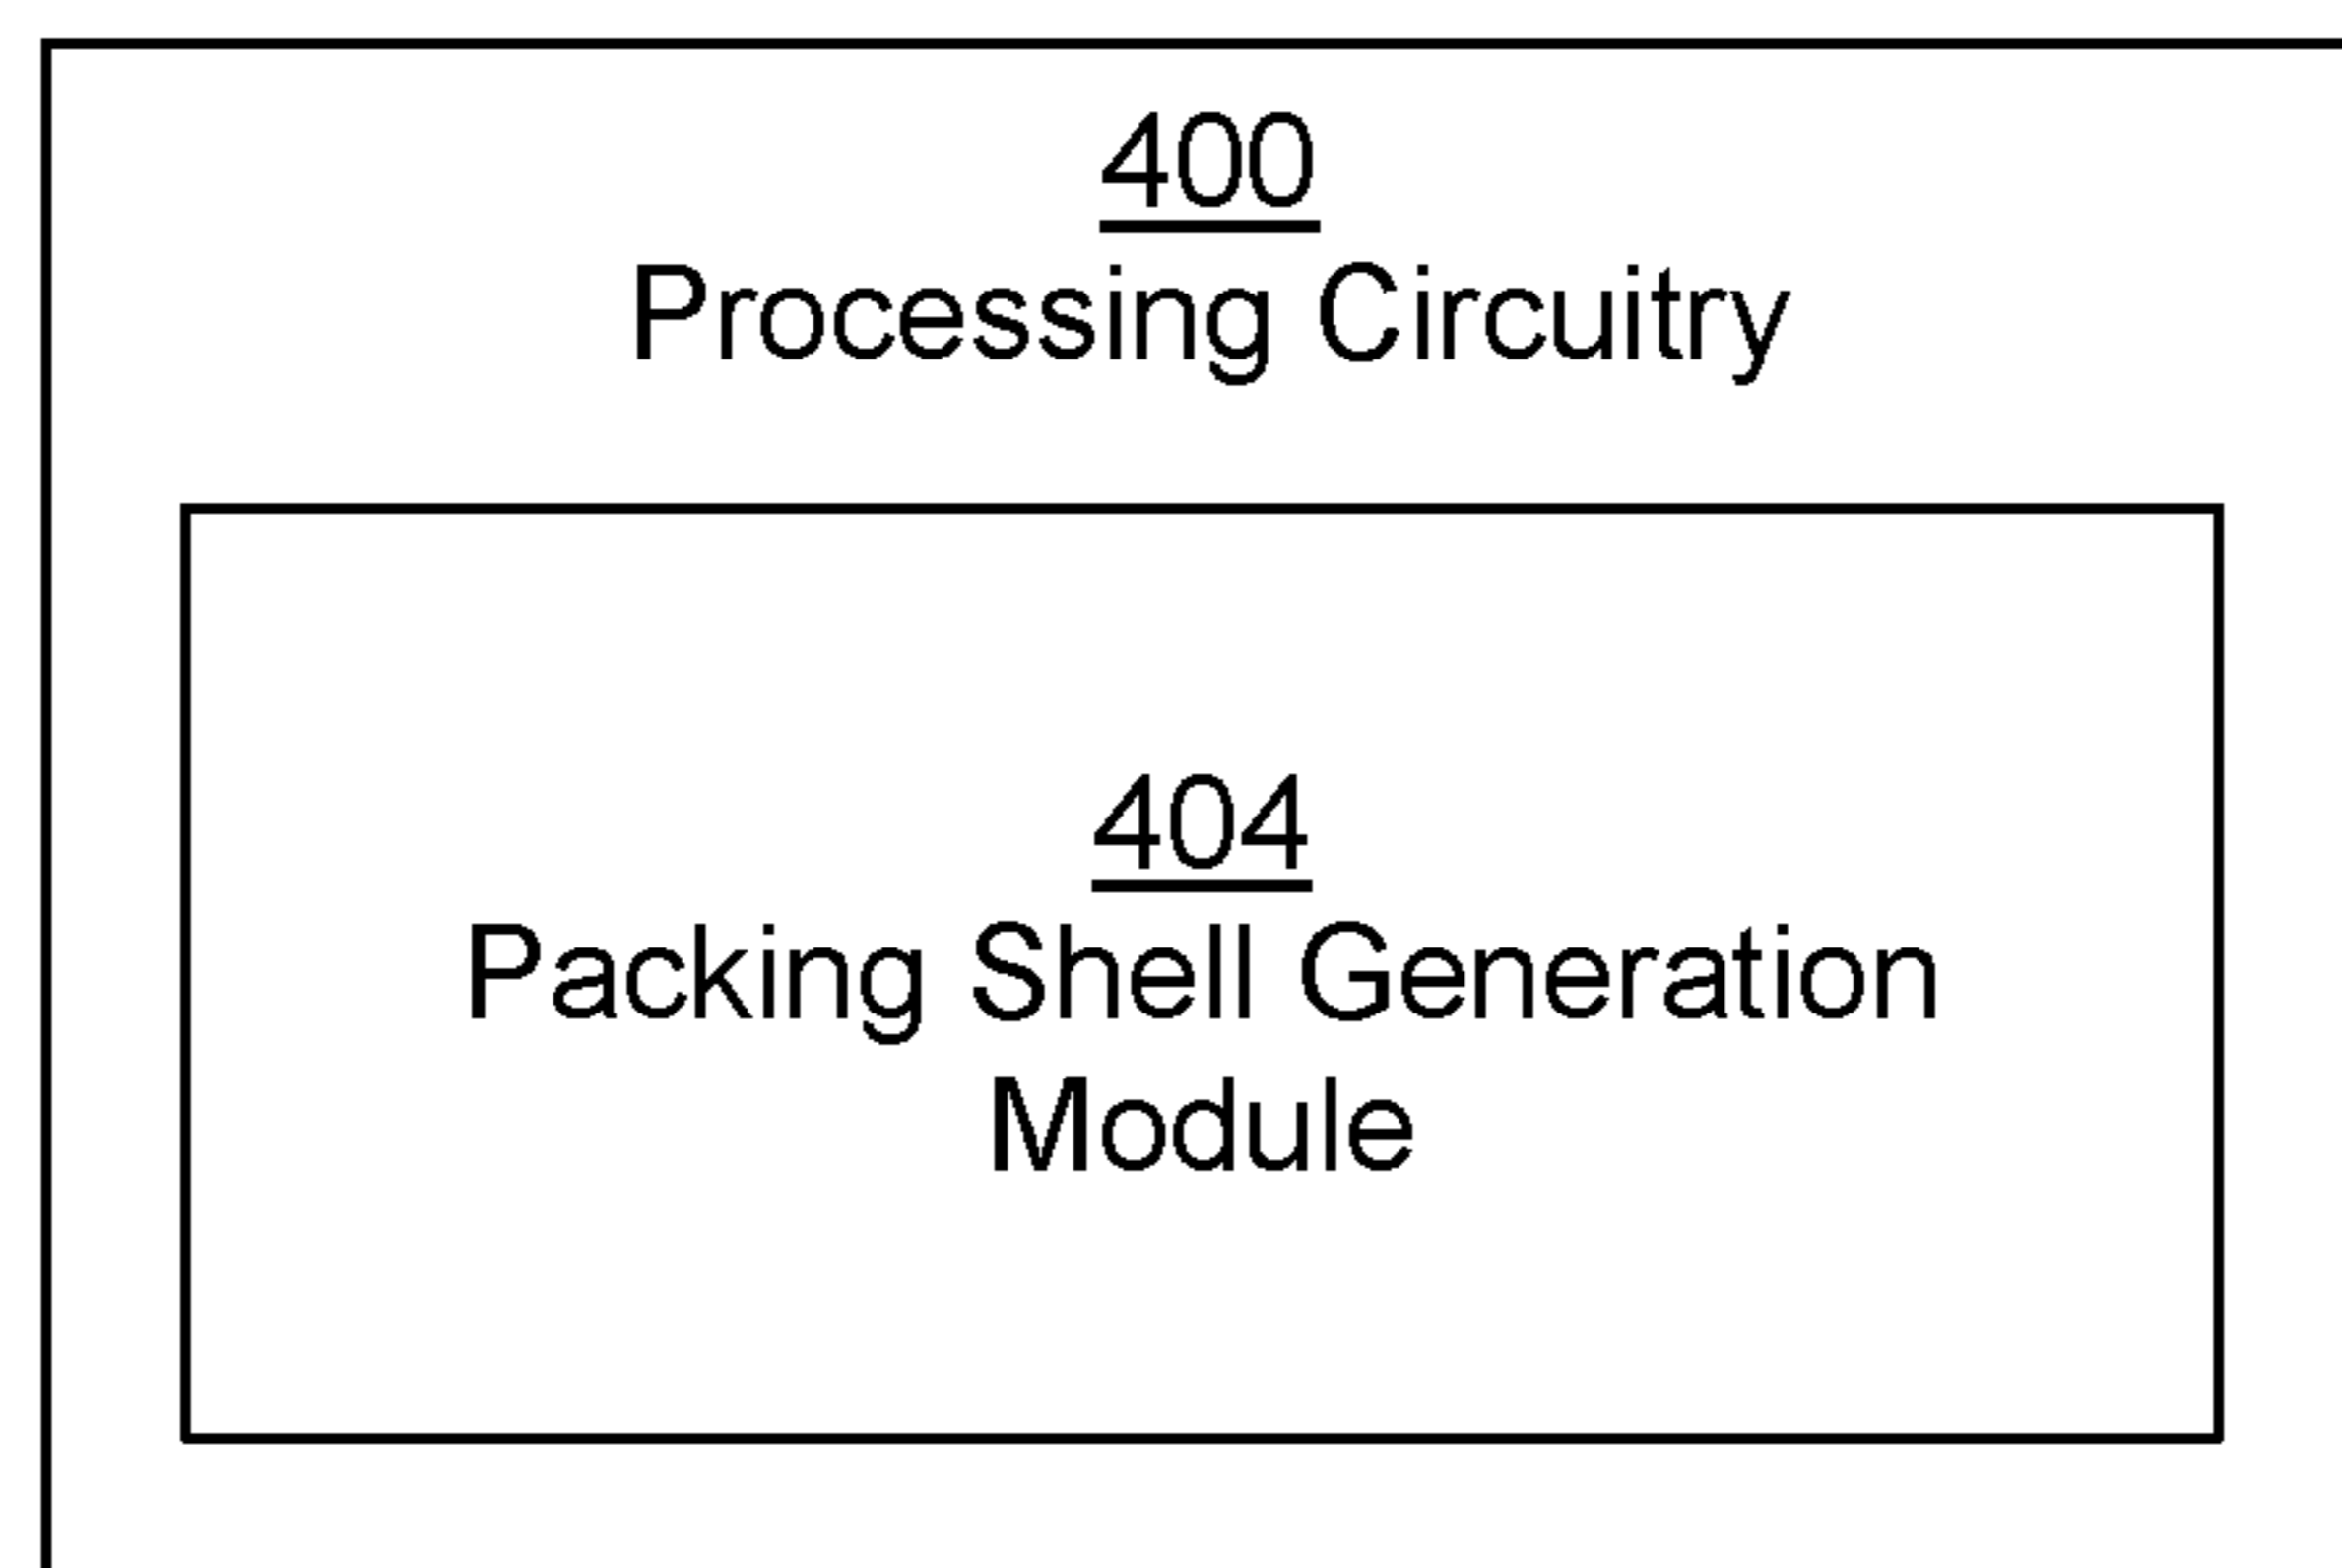 400
Processing Circuitry
404
Packing Shell Generation
Module